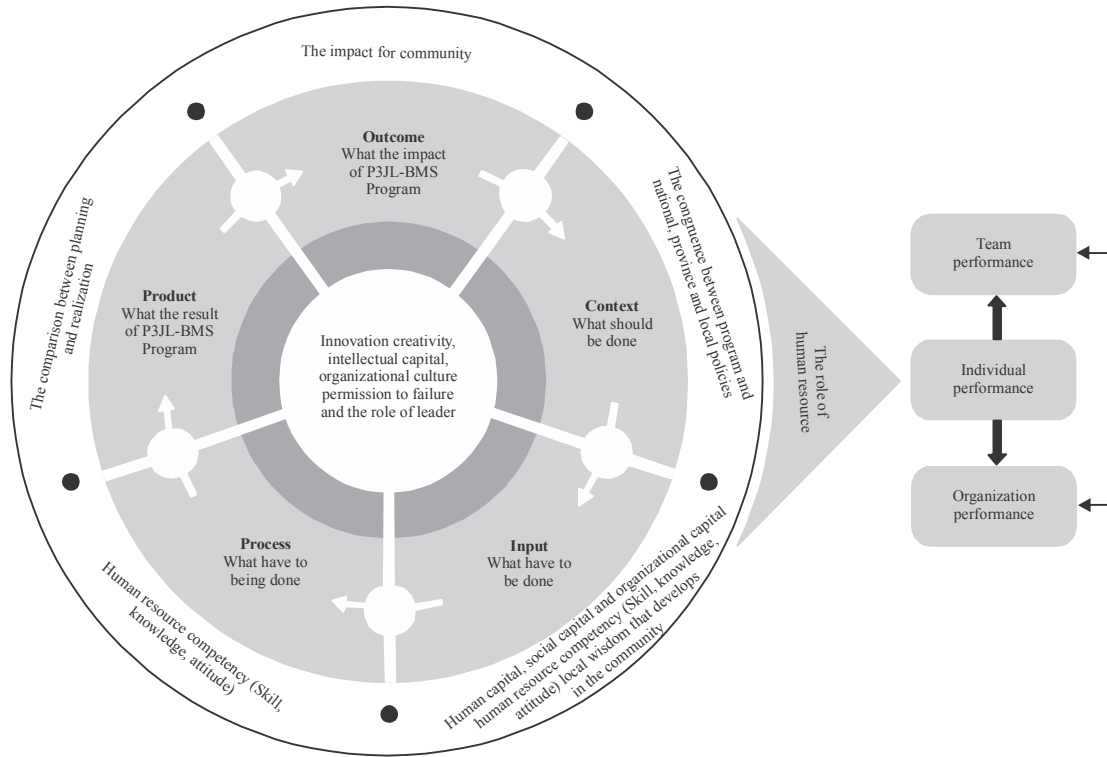 The impact for community
Outcome
What the impact
of P3JL-BMS
Program
The congruence between program and
national, province and local policies
Context
What should
be done
Human capital, social capital and organizational capital
human resource competency (Skill, knowledge,
attitude) local wisdom that develops
in the community
Input
What have to
be done
Human resource competency (Skill,
knowledge, attitude)
Process
What have to
being done
The comparison between planning
and realization
Product
What the result
of P3JL-BMS
Program
Innovation creativity,
intellectual capital,
organizational culture
permission to failure
and the role of leader
The role of
human resource
Team
performance
Individual
performance
Organization
performance